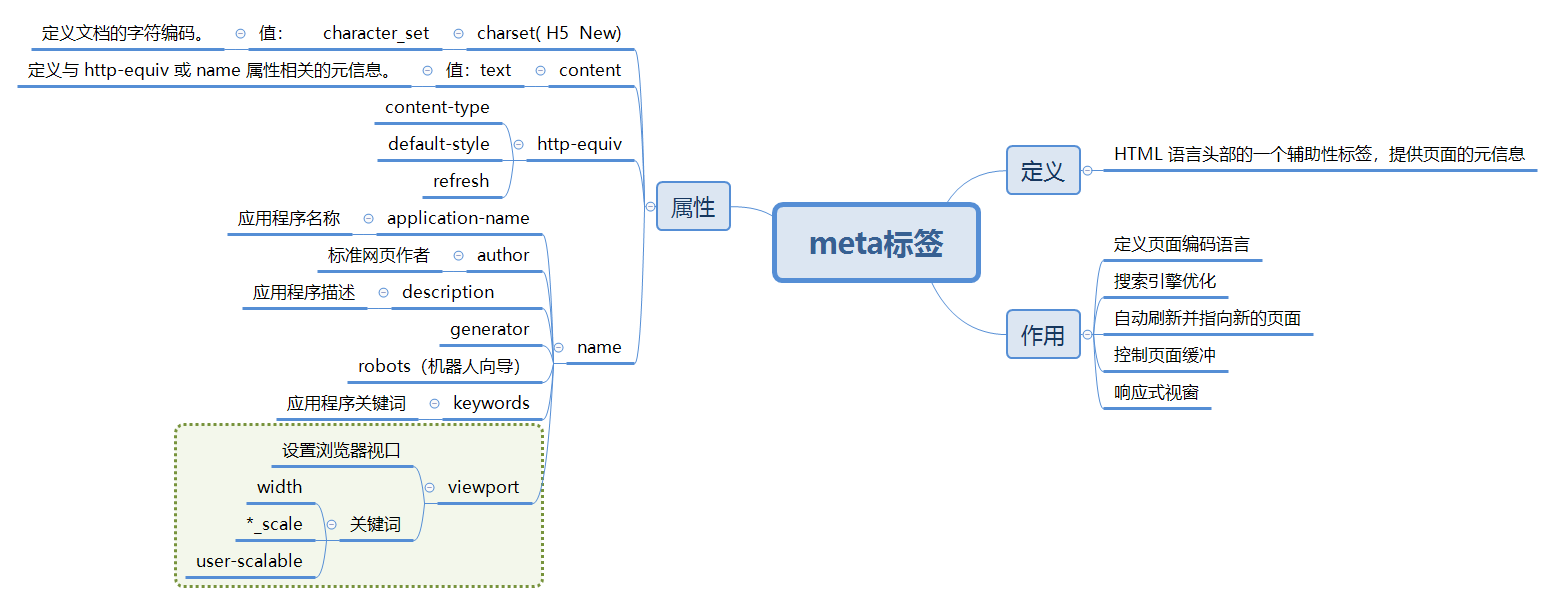 meta标签
定义
HTML 语言头部的一个辅助性标签，提供页面的元信息
作用
定义页面编码语言
搜索引擎优化
自动刷新并指向新的页面
控制页面缓冲
响应式视窗
属性
charset( H5  New)
值：      character_set
定义文档的字符编码。
content
值：text
定义与 http-equiv 或 name 属性相关的元信息。
http-equiv
content-type
default-style
refresh
name
application-name
应用程序名称
author
标准网页作者
description
应用程序描述
generator
robots（机器人向导）
keywords
应用程序关键词
viewport
设置浏览器视口
关键词
width
*_scale
user-scalable